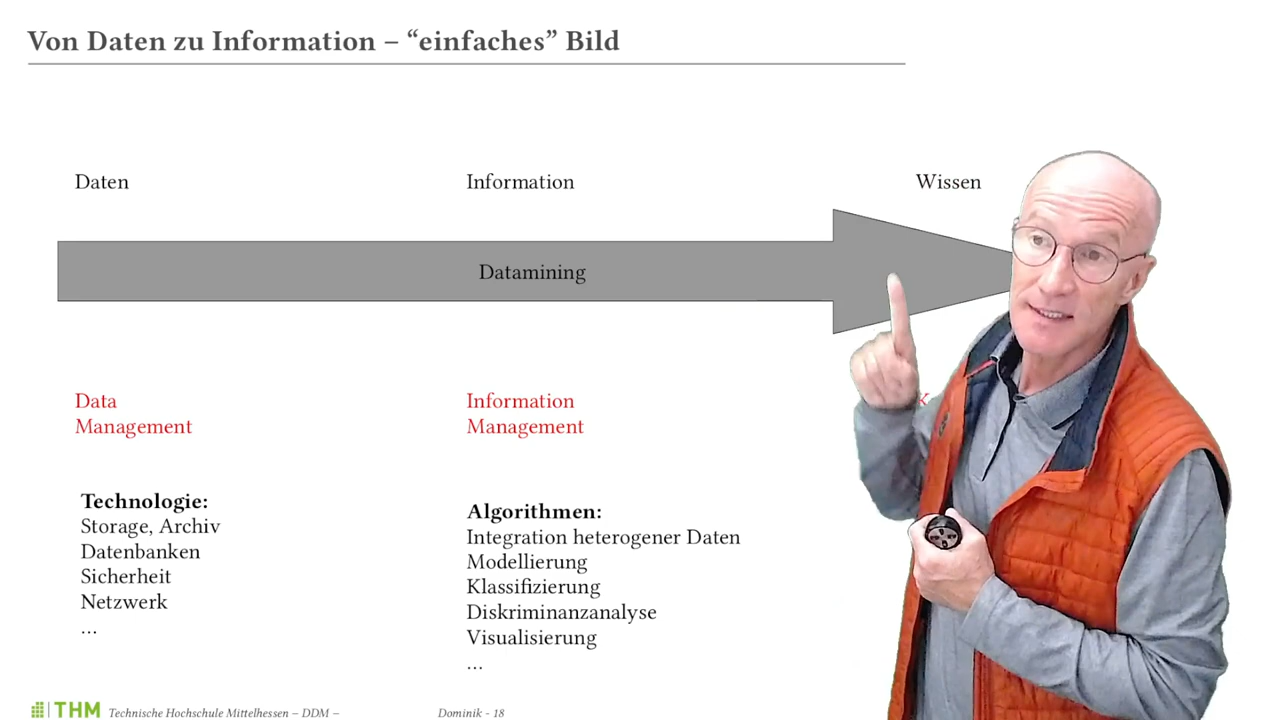 Von Daten zu Information – “einfaches” Bild
Daten
Information
Wissen
Datamining
Data
Management
Information
Management
K
Technologie:
Storage, Archiv
Datenbanken
Sicherheit
Netzwerk
...
Algorithmen:
Integration heterogener Daten
Modellierung
Klassifizierung
Diskriminanzanalyse
Visualisierung
...
THM Technische Hochschule Mittelhessen – DDM –
Dominik - 18